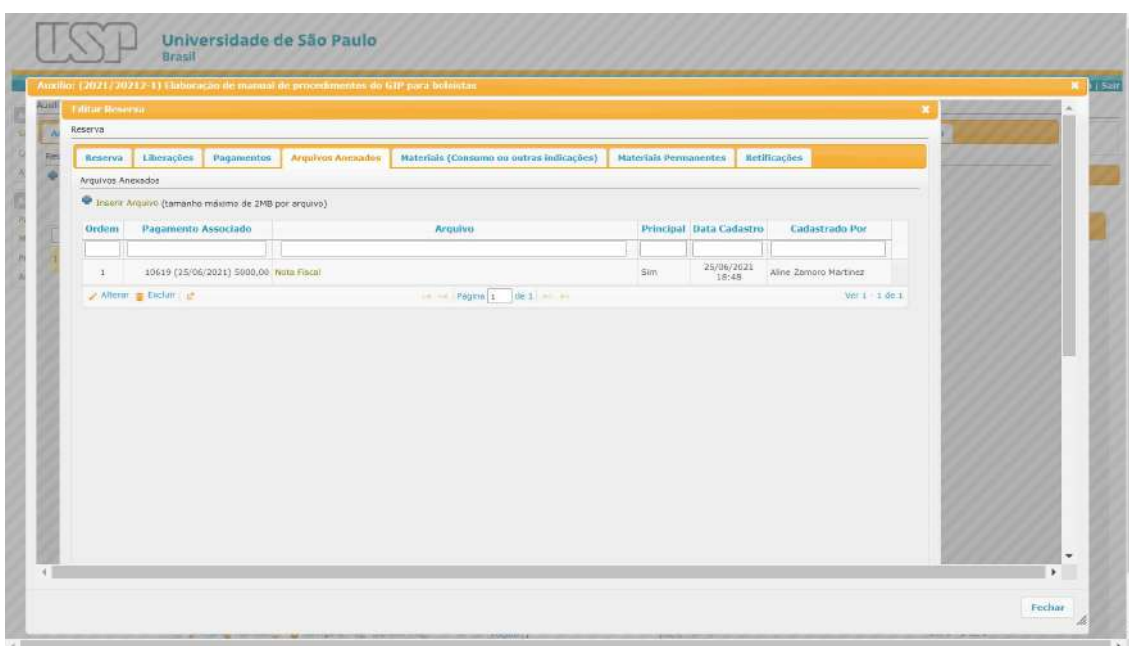 USP
Universidade de São Paulo
Brasil
Auxílio: (2021/20212-1) Elaboração de manual de procedimentos do GIP para bolsistas
Sair
Editar Reserva
Reserva
Reserva Liberações Pagamentos Arquivos Anexados Materiais (Consumo ou outras indicações) Materiais Permanentes Retificações
Arquivos Anexados
Inserir Arquivo (tamanho máximo de 2MB por arquivo)
Ordem Pagamento Associado Arquivo Principal Data Cadastro Cadastrado Por
1 10619 (25/06/2021) 5000,00 Nota Fiscal Sim 25/06/2021 18:48 Aline Zamoro Martinez
Alterar Excluir Página 1 de 1 Ver 1 - 1 de 1
Fechar